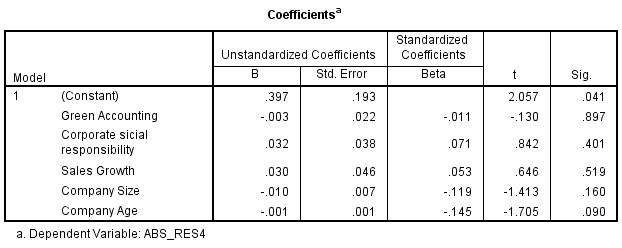 Coefficientsa
Unstandardized Coefficients Standardized Coefficients
Model B Std. Error Beta t Sig.
1 (Constant) .397 .193 2.057 .041
Green Accounting -.003 .022 -.011 -.130 .897
Corporate sicial responsibility .032 .038 .071 .842 .401
Sales Growth .030 .046 .053 .646 .519
Company Size -.010 .007 -.119 -1.413 .160
Company Age -.001 .001 -.145 -1.705 .090
a. Dependent Variable: ABS_RES4